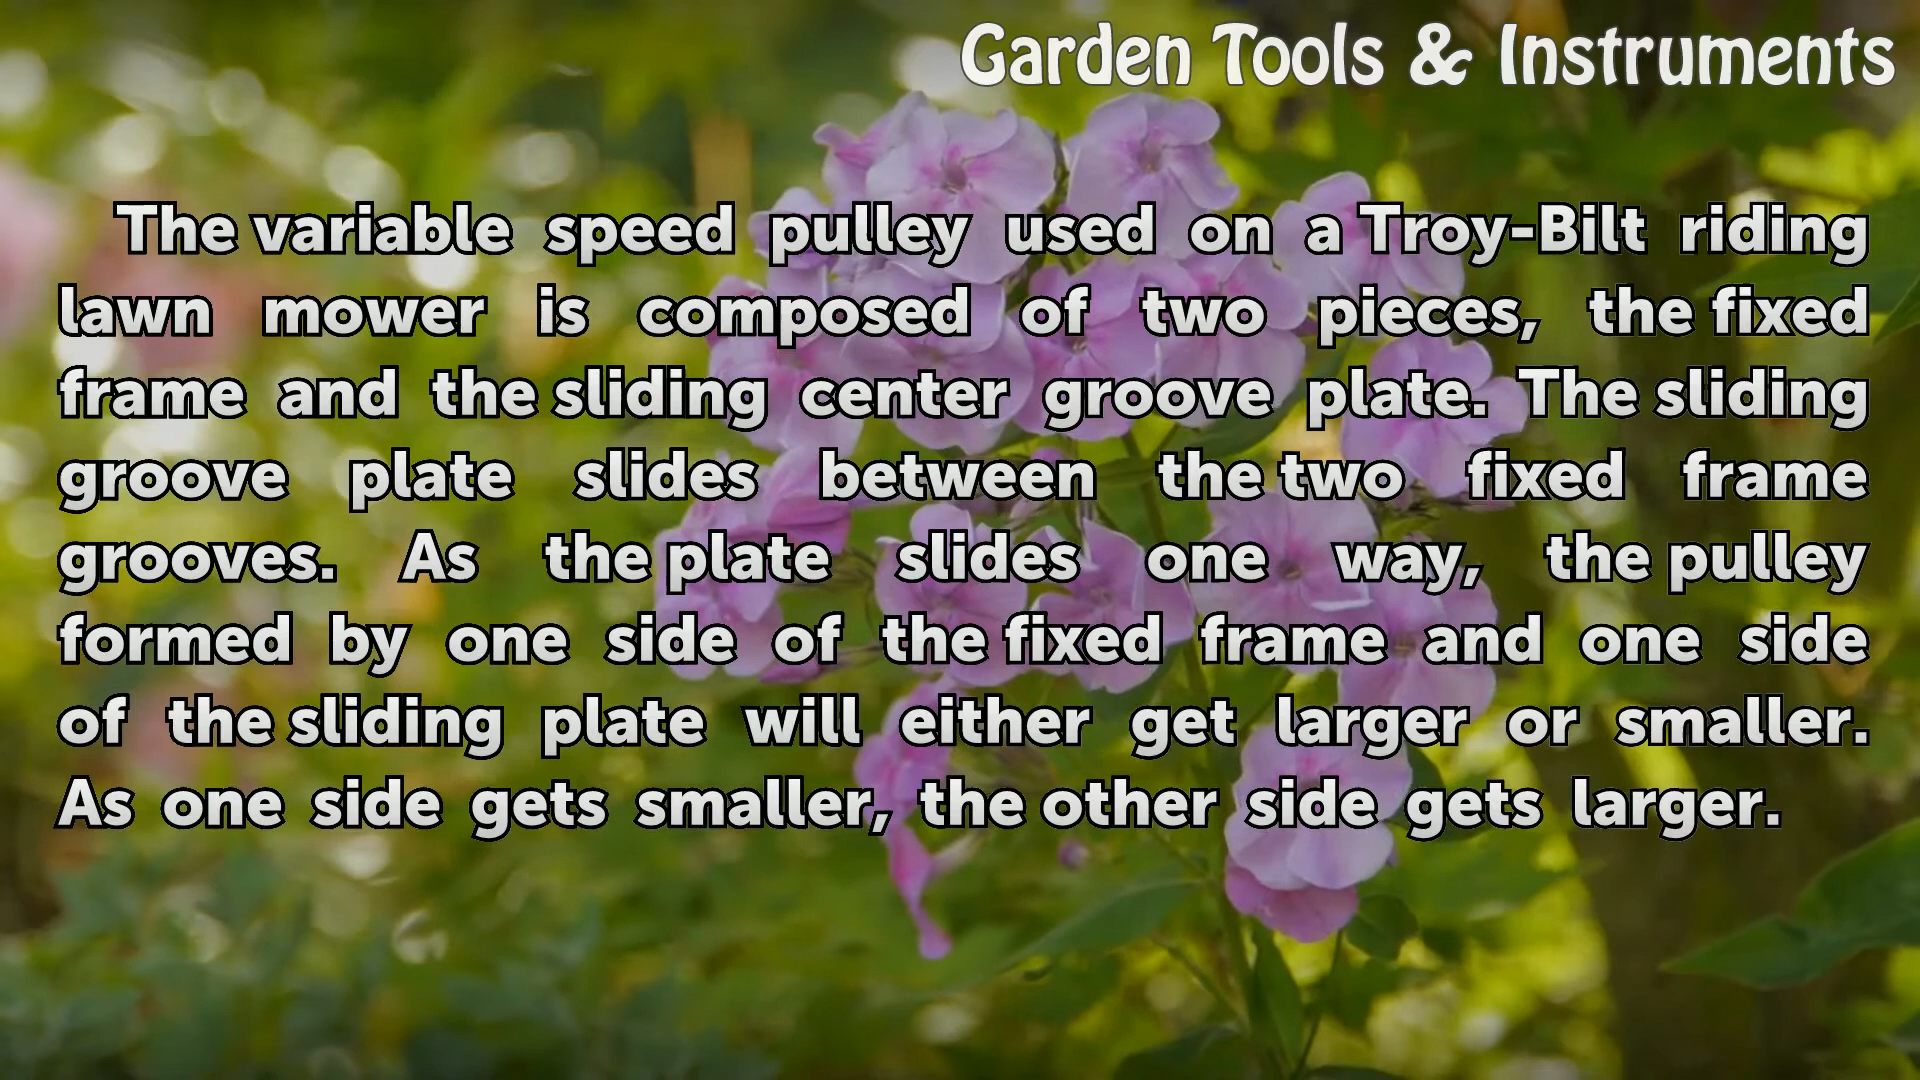 Garden Tools & Instruments
The variable speed pulley used on a Troy-Bilt riding
lawn mower is composed of two pieces, the fixed
frame and the sliding center groove plate. The sliding
groove plate slides between the two fixed frame
grooves. As the plate slides one way, the pulley
formed by one side of the fixed frame and one side
of the sliding plate will either get larger or smaller.
As one side gets smaller, the other side gets larger.